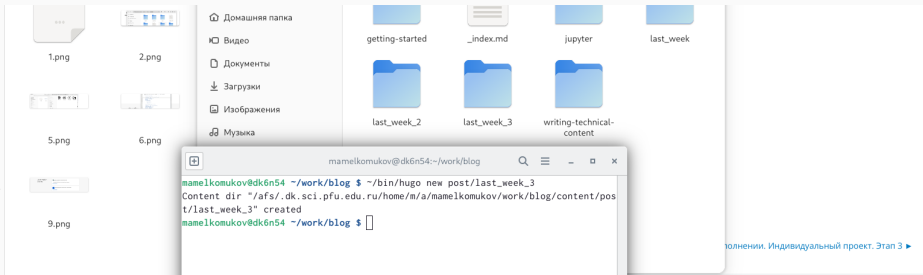 1.png
2.png
5.png
6.png
9.png
Домашняя папка
Видео
Документы
Загрузки
Изображения
Музыка
getting-started
_index.md
jupyter
last_week
last_week_2
last_week_3
writing-technical-
content
mamelkomukov@dk6n54:~/work/blog
mamelkomukov@dk6n54 ~/work/blog $ ~/bin/hugo new post/last_week_3
Content dir "/afs/.dk.sci.pfu.edu.ru/home/m/a/mamelkomukov/work/blog/content/pos
t/last_week_3" created
mamelkomukov@dk6n54 ~/work/blog $
Индивидуальный проект. Этап 3 ►